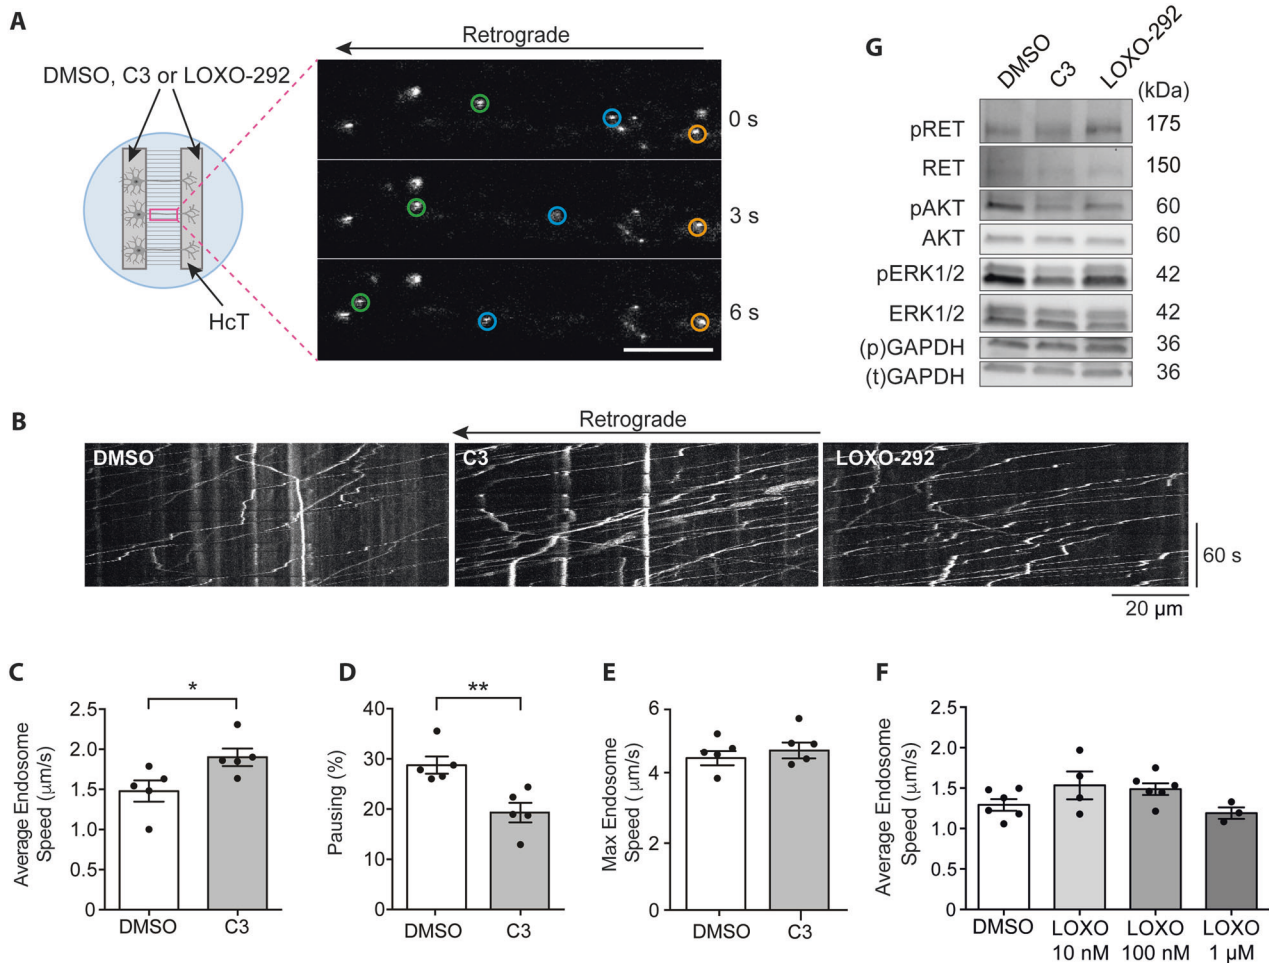 A
Retrograde
DMSO, C3 or LOXO-292
0 s
3 s
6 s
HcT
G
DMSO
C3
LOXO-292
(kDa)
pRET
175
RET
150
pAKT
60
AKT
60
pERK1/2
42
ERK1/2
42
(p)GAPDH
36
(t)GAPDH
36
B
Retrograde
DMSO
C3
LOXO-292
60 s
20 μm
C
*
Average Endosome
Speed (μm/s)
2.5
2.0
1.5
1.0
0.5
0
DMSO
C3
D
**
Pausing (%)
40
30
20
10
0
DMSO
C3
E
Max Endosome
Speed ( μm/s)
6
4
2
0
DMSO
C3
F
Average Endosome
Speed (μm/s)
2.5
2.0
1.5
1.0
0.5
0
DMSO
LOXO
10 nM
LOXO
100 nM
LOXO
1 μM